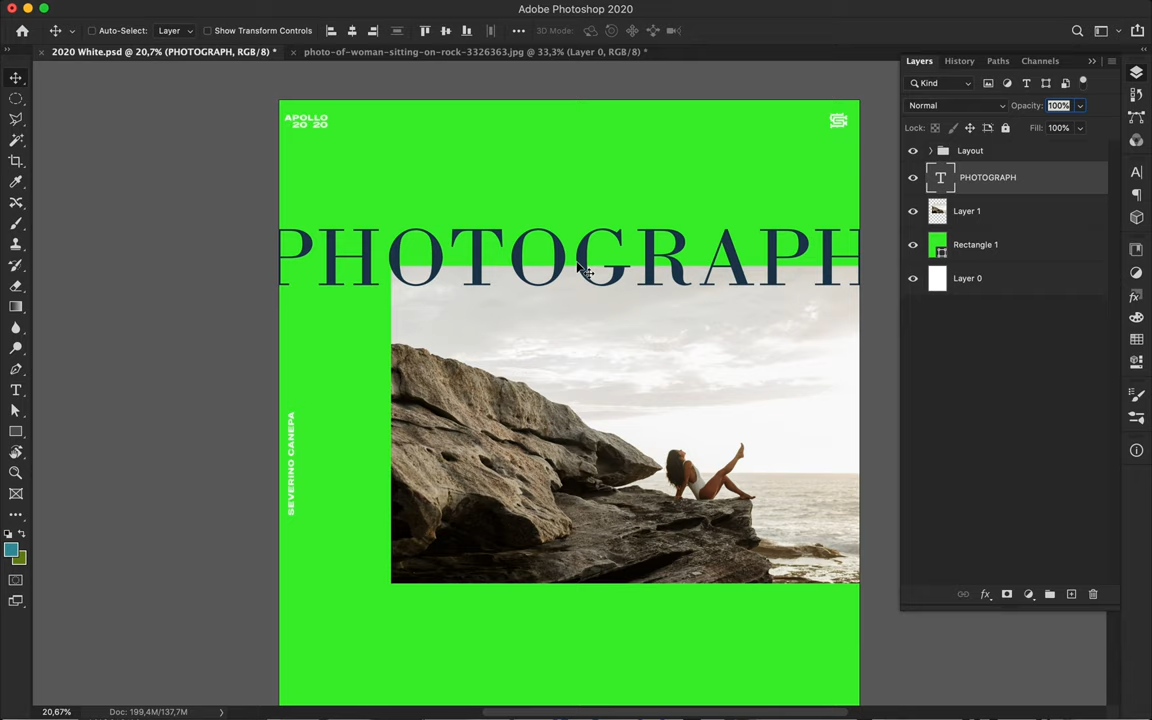 Adobe Photoshop 2020
Auto-Select:
Layer
Show Transform Controls
3D Mode:
2020 White.psd @ 20,7% (PHOTOGRAPH, RGB/8) *
photo-of-woman-sitting-on-rock-3326363.jpg @ 33,3% (Layer 0, RGB/8) *
Layers
History
Paths
Channels
Kind
Normal
Opacity:
100%
Lock:
Fill:
100%
Layout
T
PHOTOGRAPH
Layer 1
Rectangle 1
Layer 0
fx
APOLLO
20 20
PHOTOGRAPH
SEVERINO CANEPA
20,67%
Doc: 199,4M/137,7M